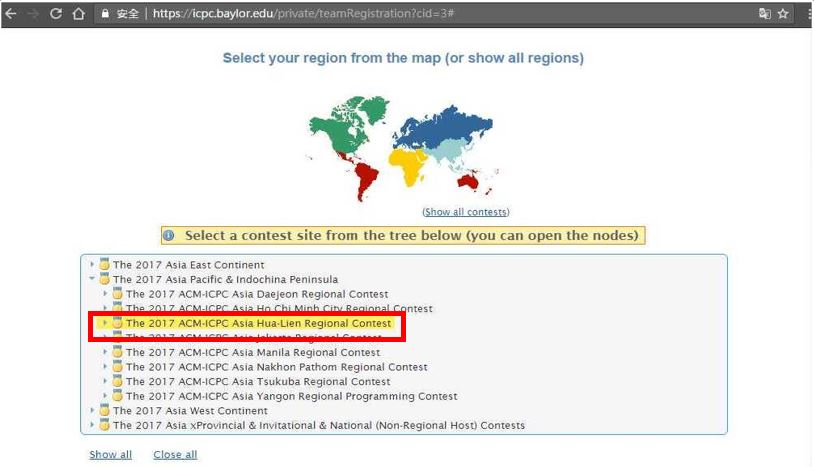 安全 https://icpc.baylor.edu/private/teamRegistration?cid=3#
Select your region from the map (or show all regions)
(Show all contests)
Select a contest site from the tree below (you can open the nodes)
The 2017 Asia East Continent
The 2017 Asia Pacific & Indochina Peninsula
The 2017 ACM-ICPC Asia Daejeon Regional Contest
The 2017 ACM-ICPC Asia Ho Chi Minh City Regional Contest
The 2017 ACM-ICPC Asia Hua-Lien Regional Contest
The 2017 ACM-ICPC Asia Jakarta Regional Contest
The 2017 ACM-ICPC Asia Manila Regional Contest
The 2017 ACM-ICPC Asia Nakhon Pathom Regional Contest
The 2017 ACM-ICPC Asia Tsukuba Regional Contest
The 2017 ACM-ICPC Asia Yangon Regional Programming Contest
The 2017 Asia West Continent
The 2017 Asia xProvincial & Invitational & National (Non-Regional Host) Contests
Show all Close all